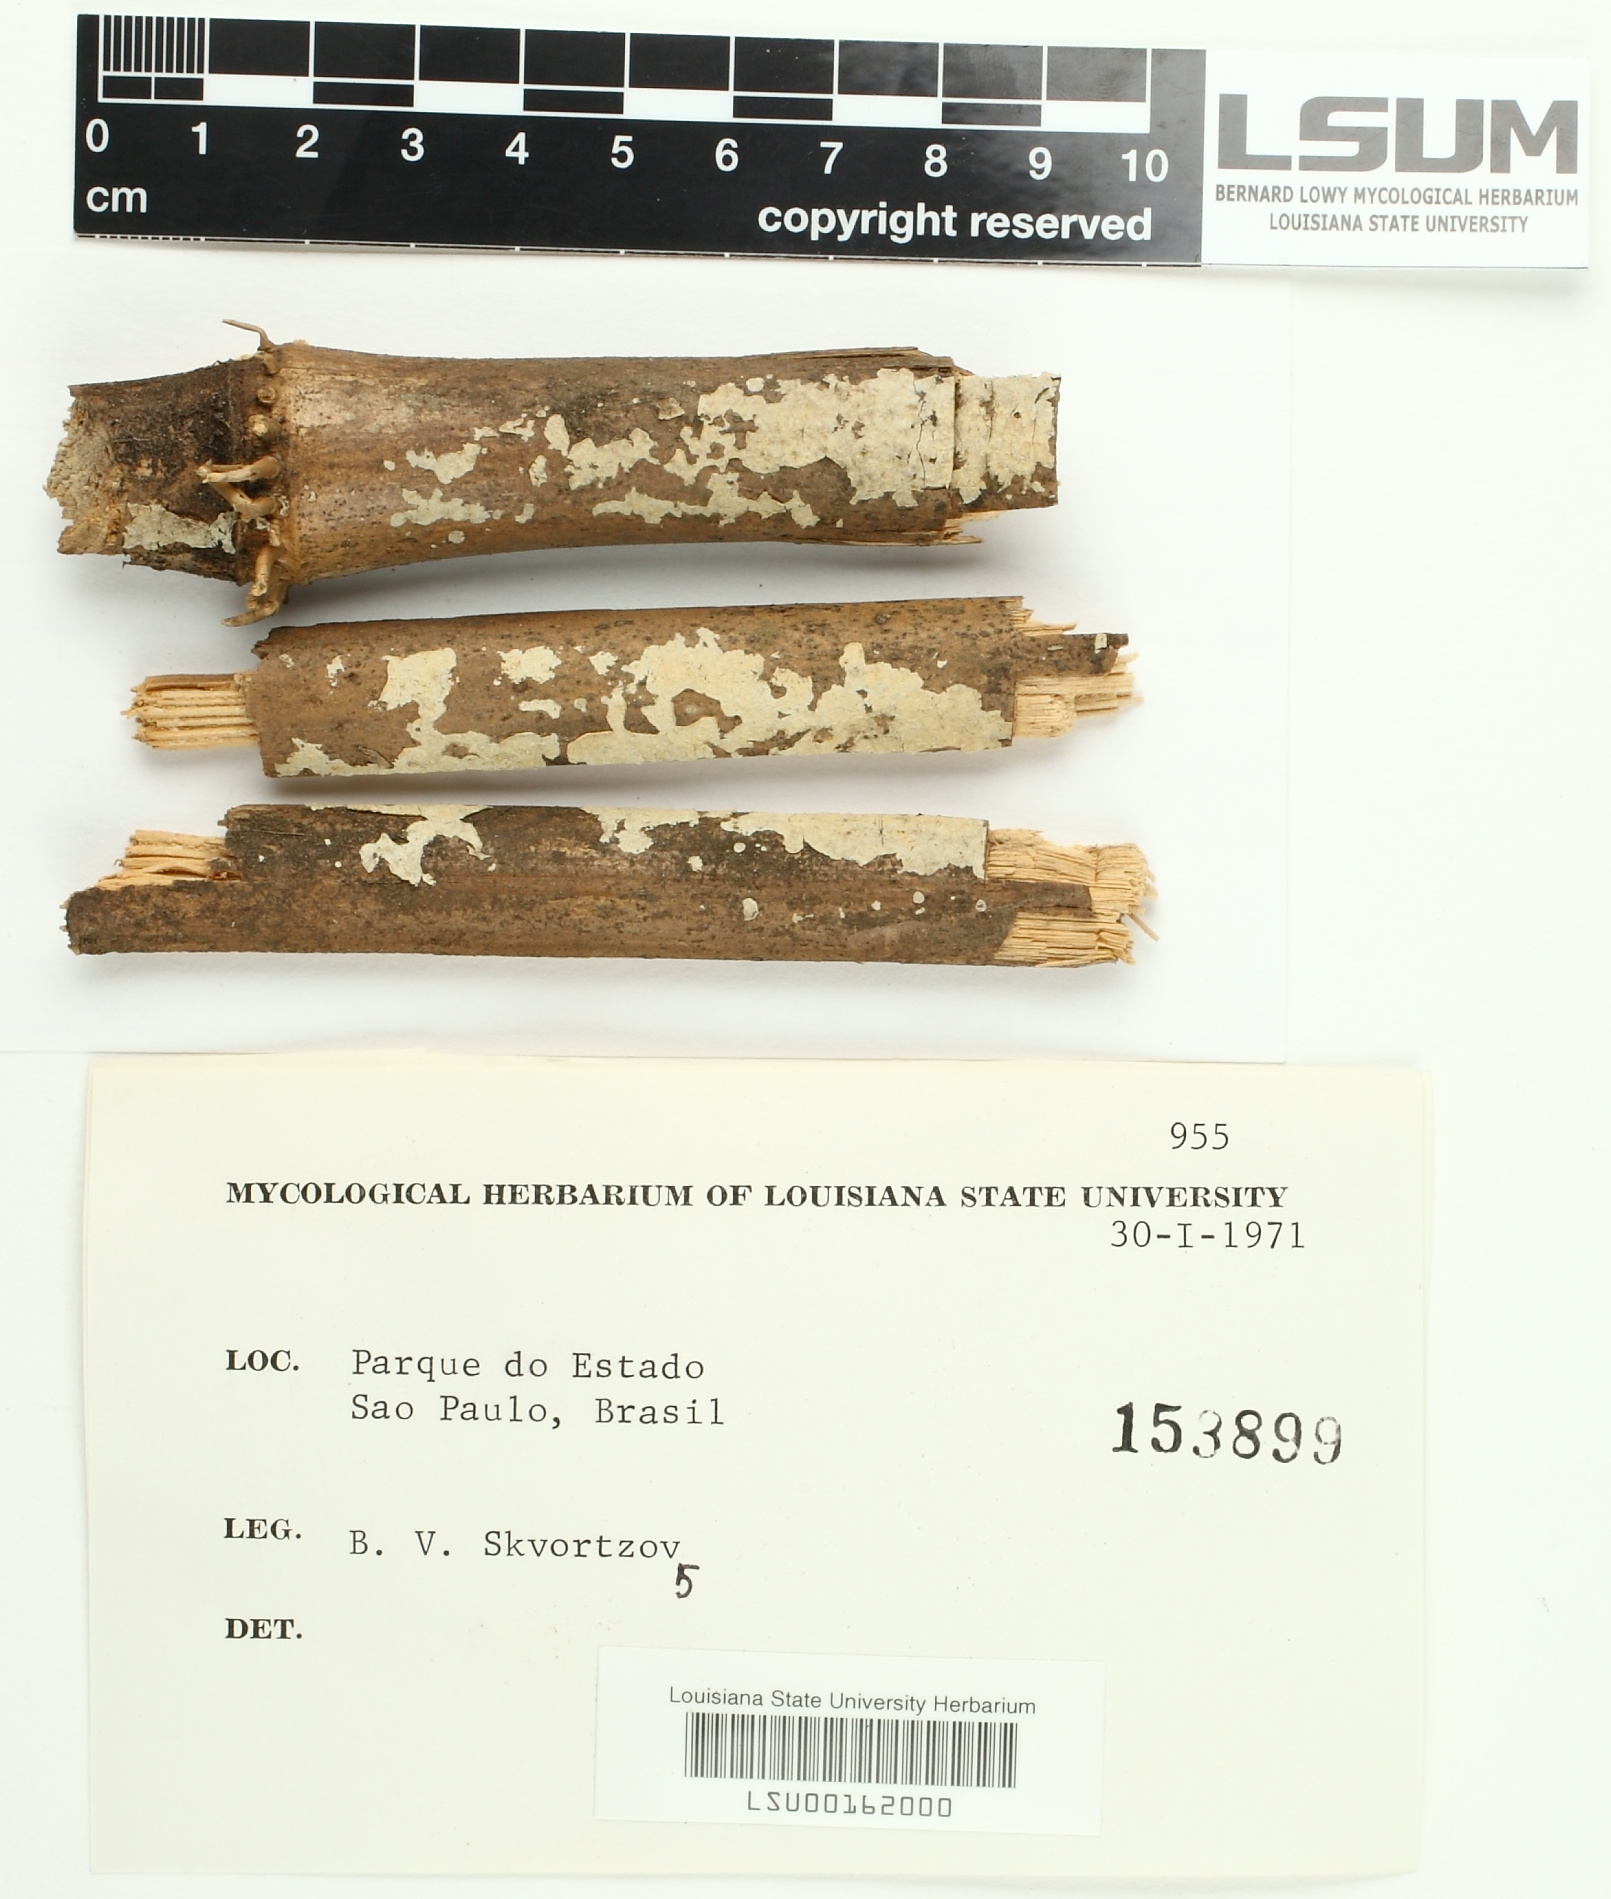 0 1 2 3 4 5 6 7 8 9 10
cm
copyright reserved
LSUM
BERNARD LOWY MYCOLOGICAL HERBARIUM
LOUISIANA STATE UNIVERSITY
955
MYCOLOGICAL HERBARIUM OF LOUISIANA STATE UNIVERSITY
30-I-1971
LOC. Parque do Estado
Sao Paulo, Brasil
153899
LEG. B. V. Skvortzov
5
DET.
Louisiana State University Herbarium
LSU00162000